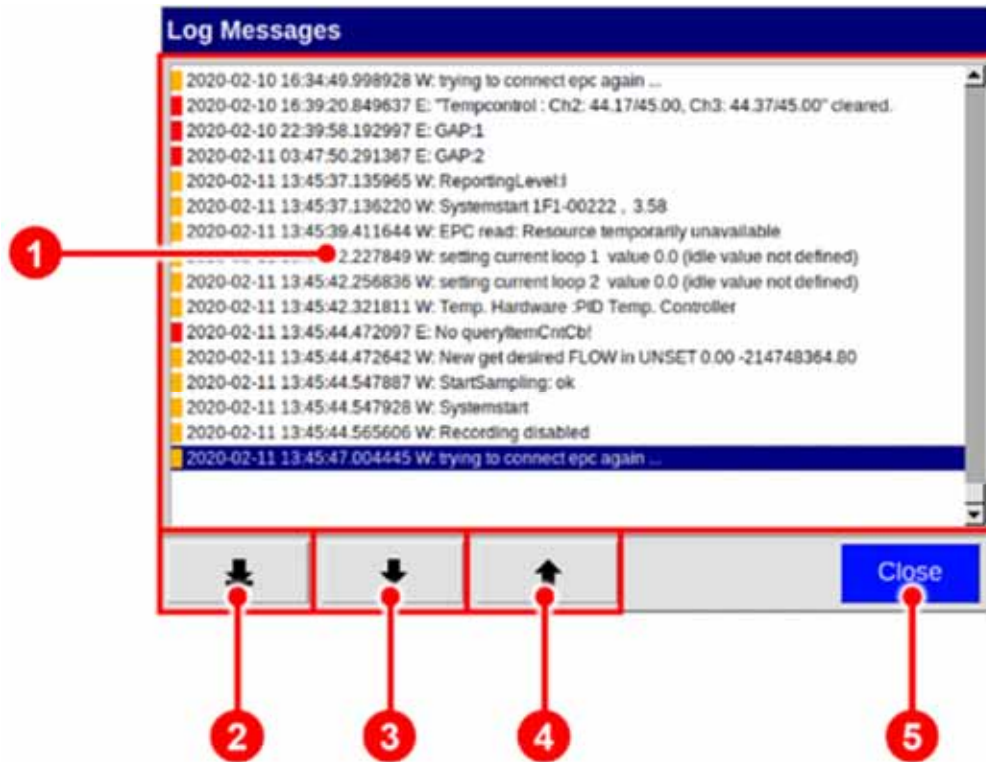 Log Messages
2020-02-10 16:34:49.998928 W: trying to connect epc again ...
2020-02-10 16:39:20.849637 E: "Tempcontrol : Ch2: 44.17/45.00, Ch3: 44.37/45.00" cleared.
2020-02-10 22:39:58.192997 E: GAP:1
2020-02-11 03:47:50.291367 E: GAP:2
2020-02-11 13:45:37.135965 W: ReportingLevel:I
2020-02-11 13:45:37.136220 W: Systemstart 1F1-00222 , 3.58
2020-02-11 13:45:39.411644 W: EPC read: Resource temporarily unavailable
1
2.227849 W: setting current loop 1 value 0.0 (idle value not defined)
2020-02-11 13:45:42.256836 W: setting current loop 2 value 0.0 (idle value not defined)
2020-02-11 13:45:42.321811 W: Temp. Hardware :PID Temp. Controller
2020-02-11 13:45:44.472097 E: No queryItemCntCb!
2020-02-11 13:45:44.472642 W: New get desired FLOW in UNSET 0.00 -214748364.80
2020-02-11 13:45:44.547887 W: StartSampling: ok
2020-02-11 13:45:44.547928 W: Systemstart
2020-02-11 13:45:44.565606 W: Recording disabled
2020-02-11 13:45:47.004445 W: trying to connect epc again ...
Close
2 3 4 5